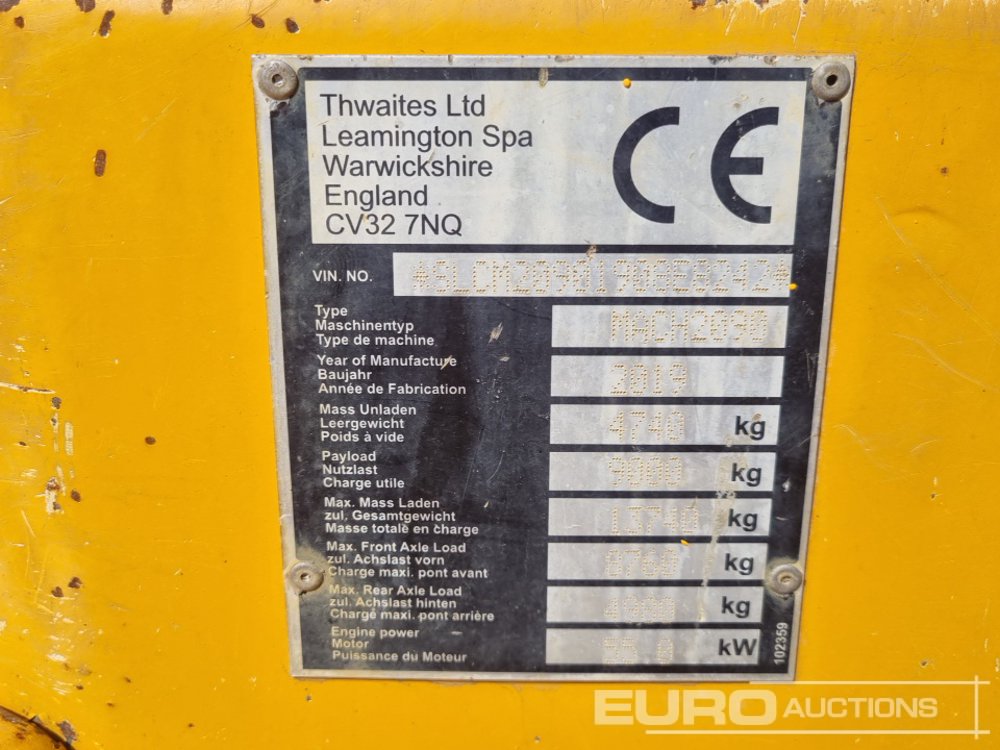 Thwaites Ltd
Leamington Spa
Warwickshire
England
CV32 7NQ
CE
VIN. NO.
Type MACH2090
Maschinentyp
Type de machine
Year of Manufacture 2019
Baujahr
Année de Fabrication
Mass Unladen 4740 kg
Leergewicht
Poids à vide
Payload 9000 kg
Nutzlast
Charge utile
Max. Mass Laden 13740 kg
zul. Gesamtgewicht
Masse totale en charge
Max. Front Axle Load 8760 kg
zul. Achslast vorn
Charge maxi. pont avant
Max. Rear Axle Load kg
zul. Achslast hinten
Charge maxi. pont arrière
Engine power kW
Motor
Puissance du Moteur
102359
EURO AUCTIONS